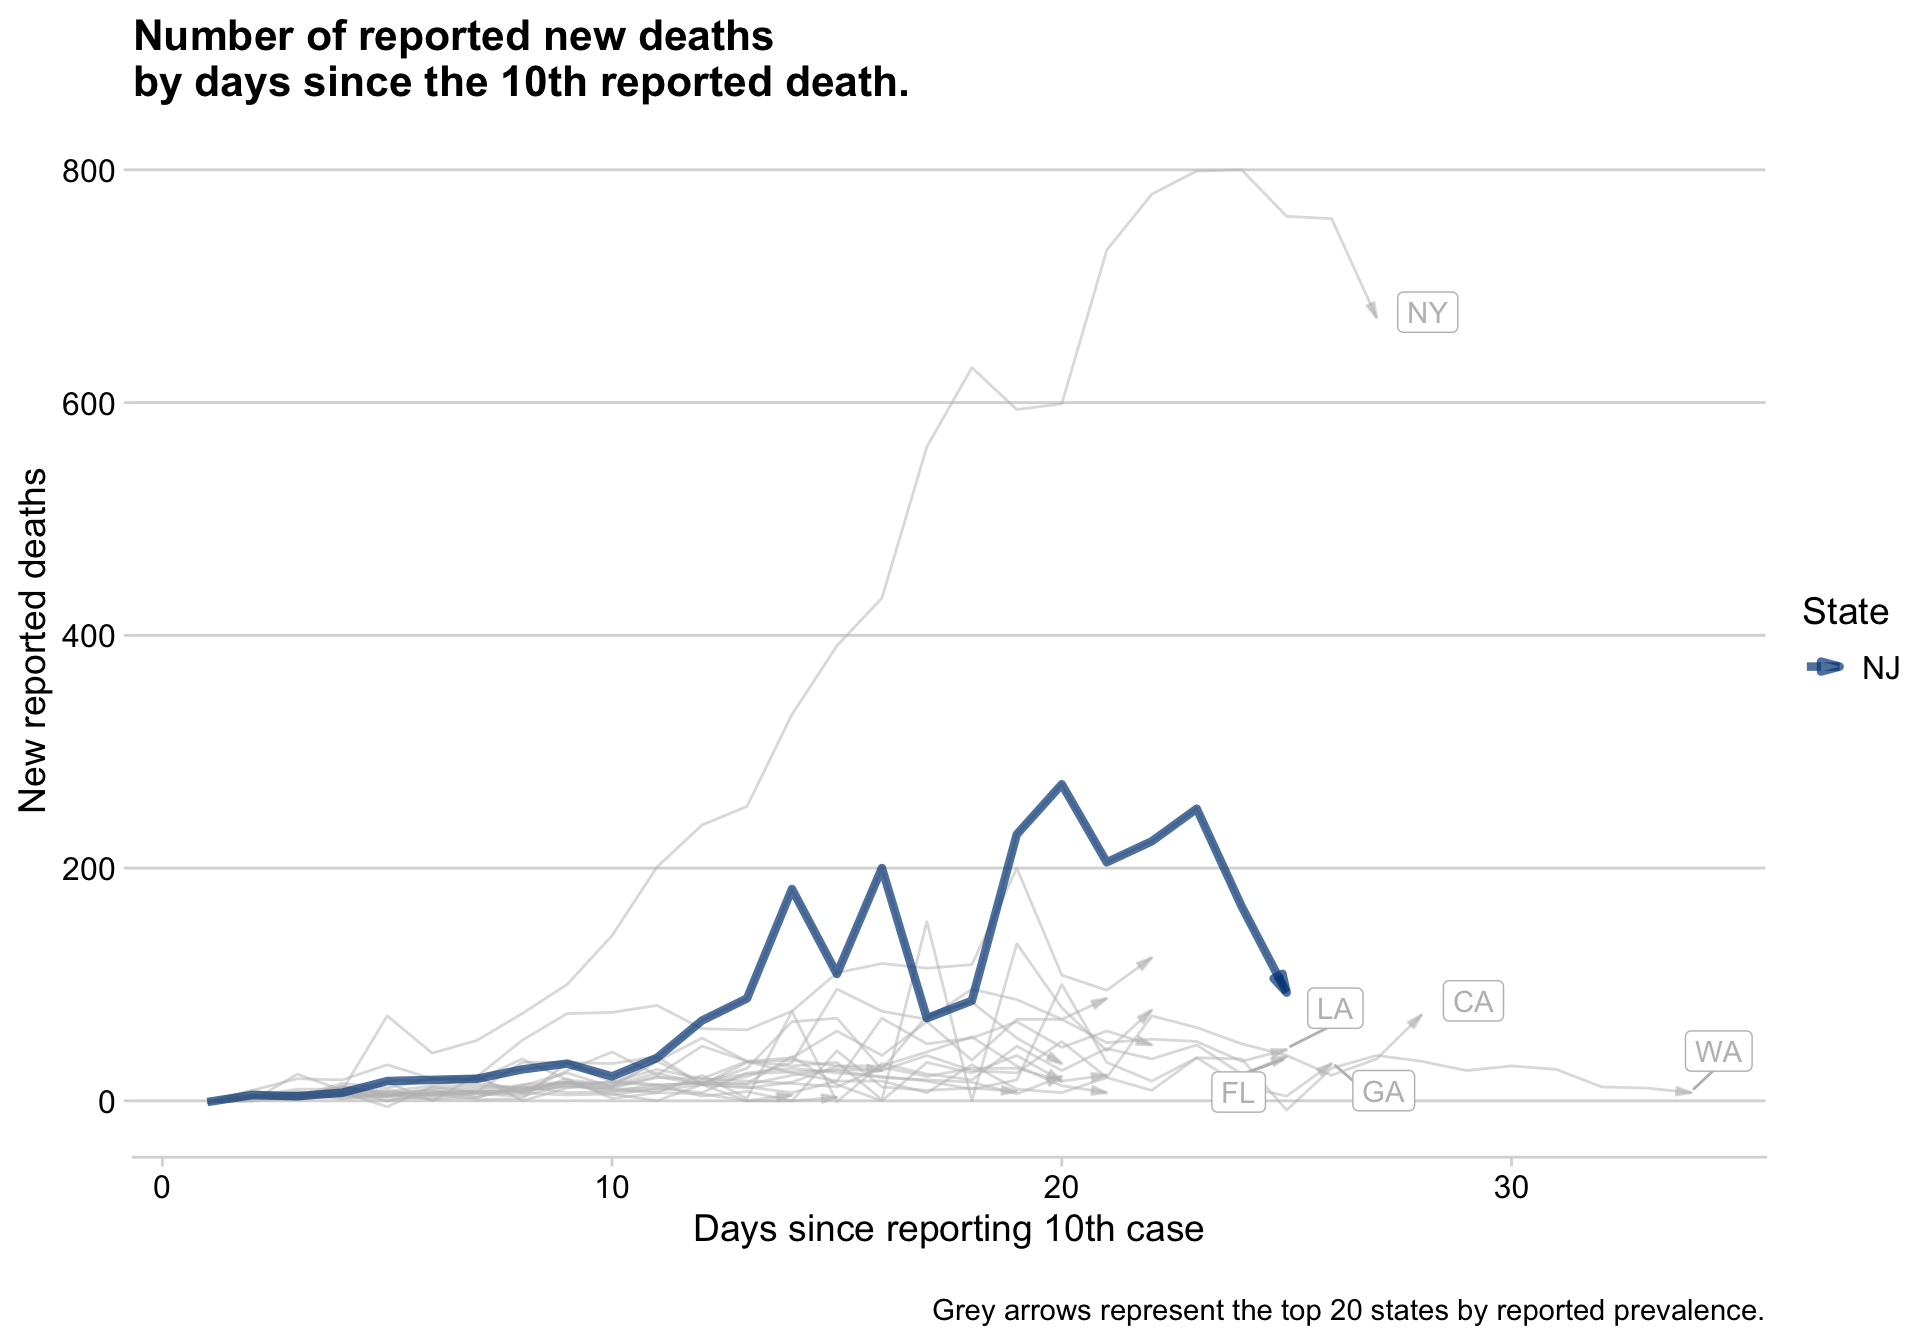 Number of reported new deaths
by days since the 10th reported death.
800
600
400
200
0
New reported deaths
NY
LA
CA
WA
FL
GA
State
NJ
0
10
20
30
Days since reporting 10th case
Grey arrows represent the top 20 states by reported prevalence.